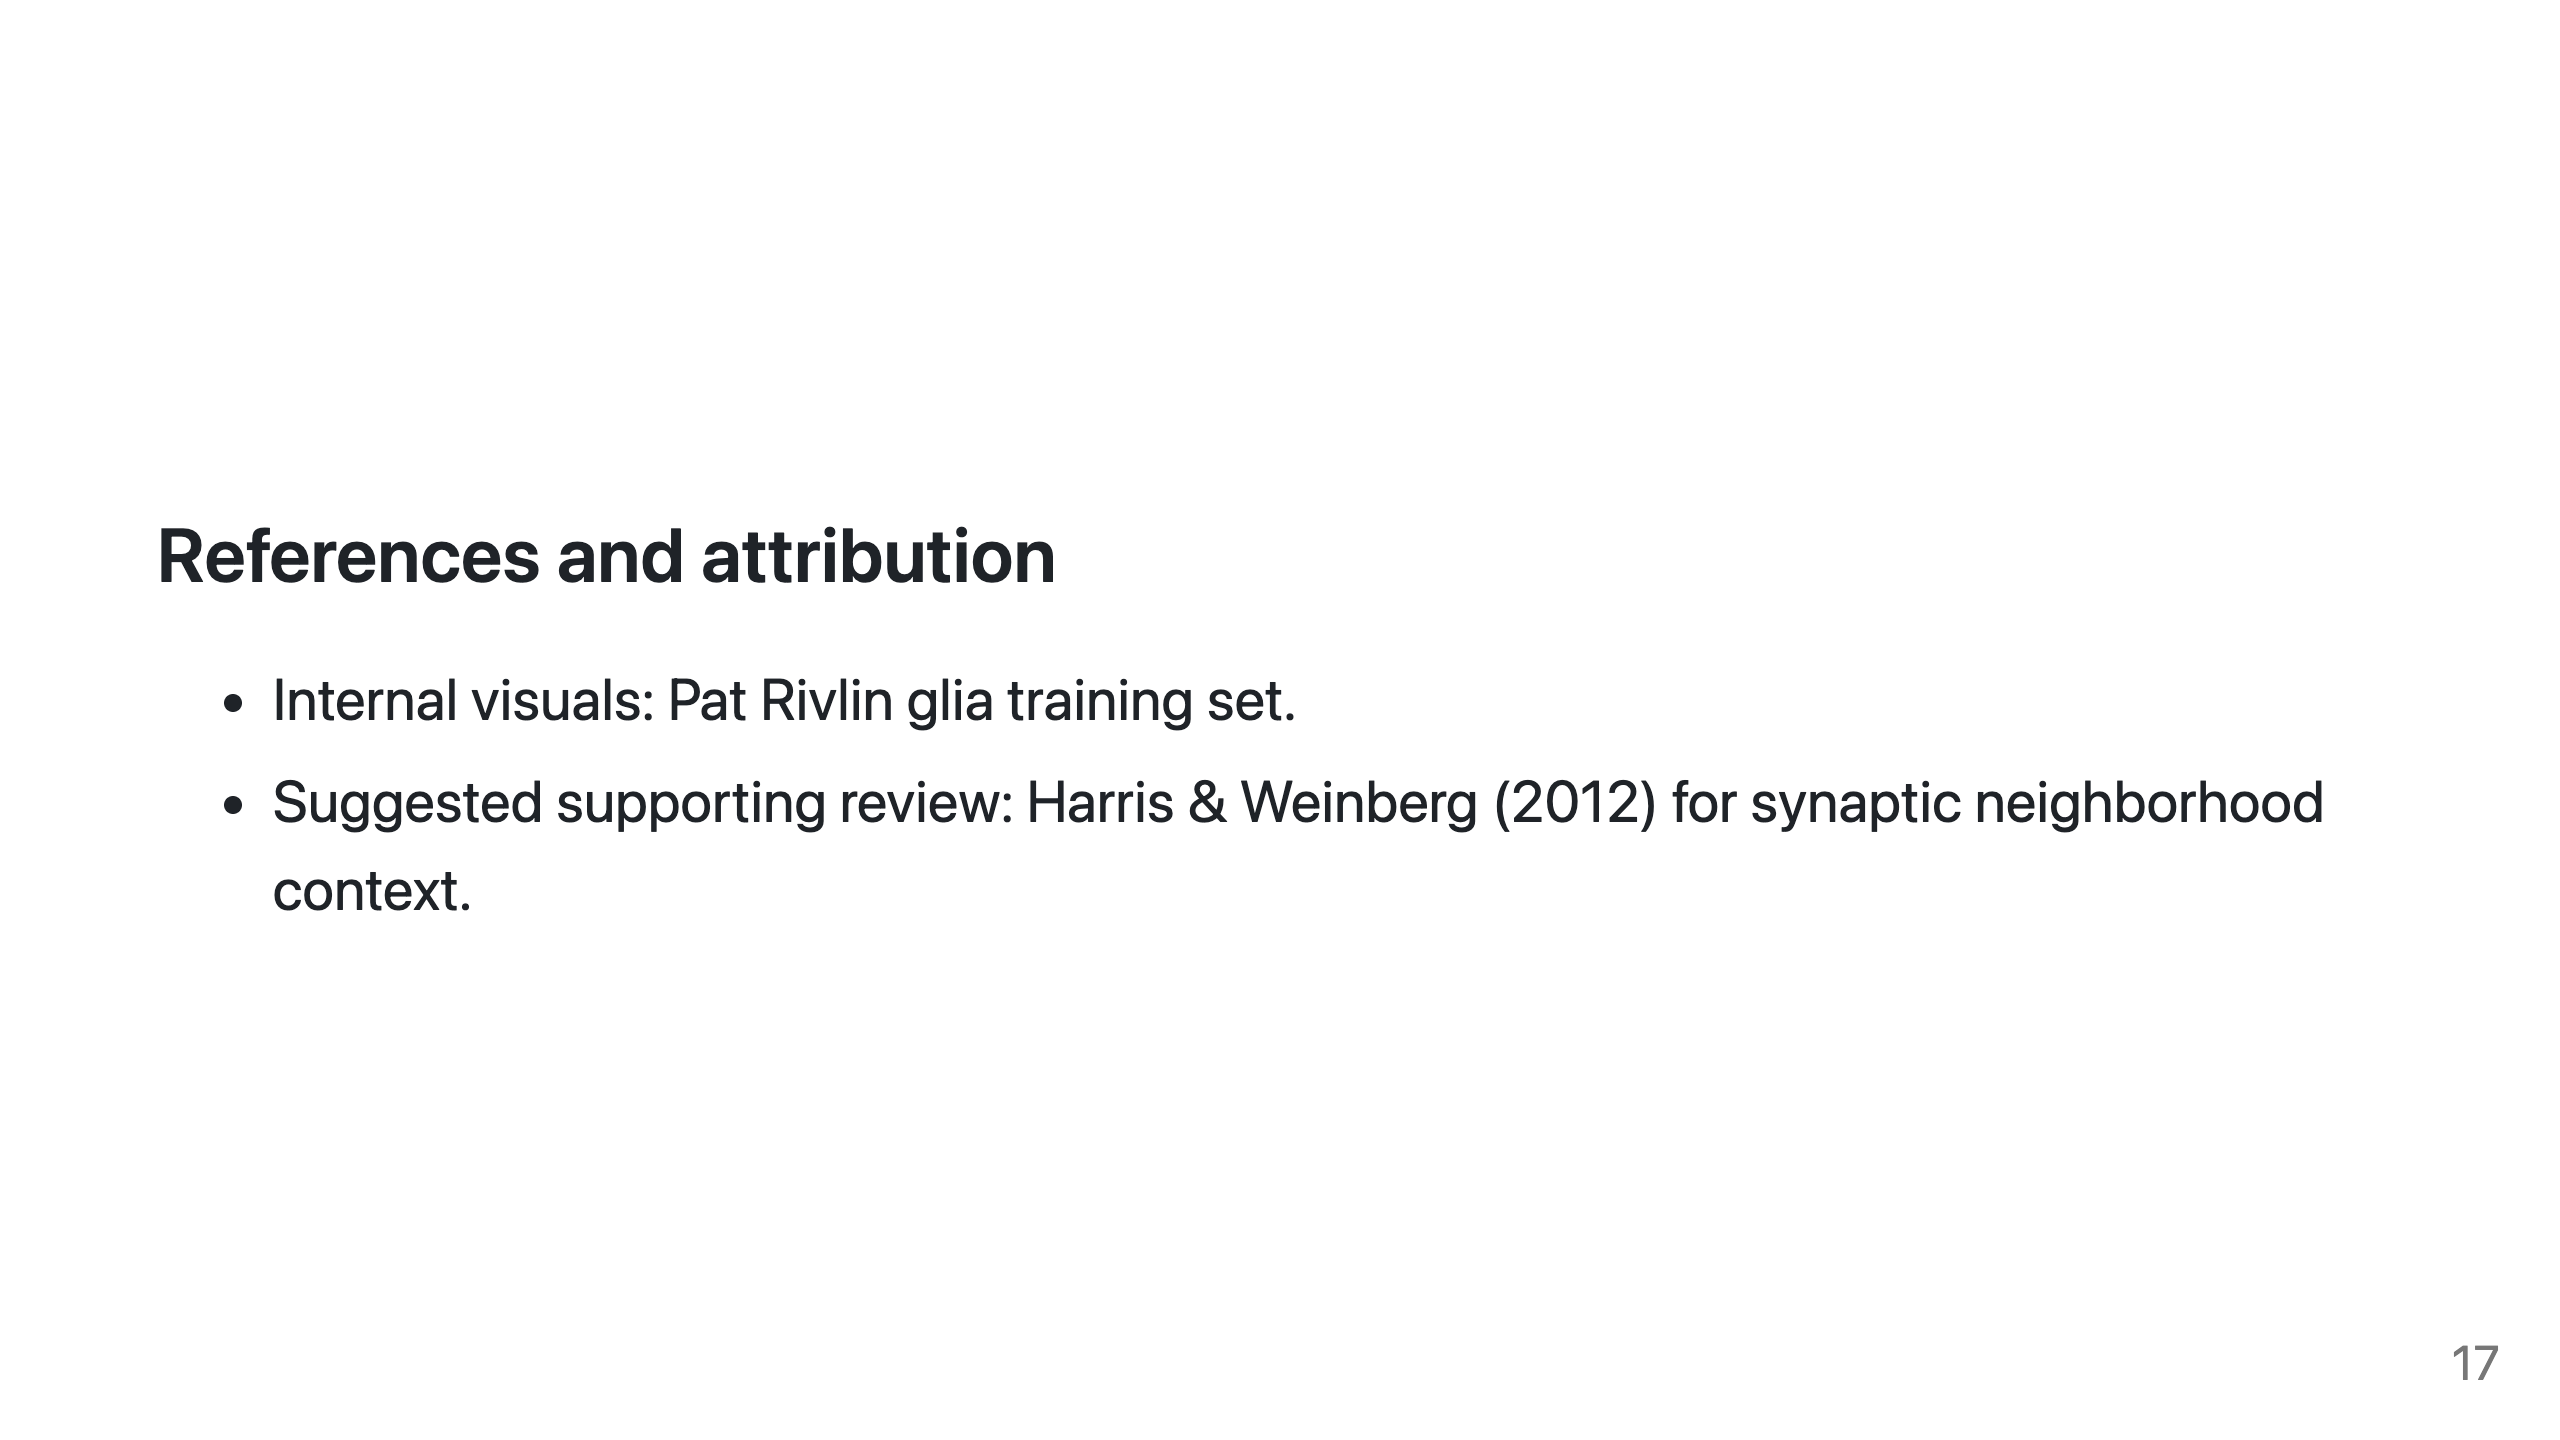 References and attribution
• Internal visuals: Pat Rivlin glia training set.
• Suggested supporting review: Harris & Weinberg (2012) for synaptic neighborhood
context.
17